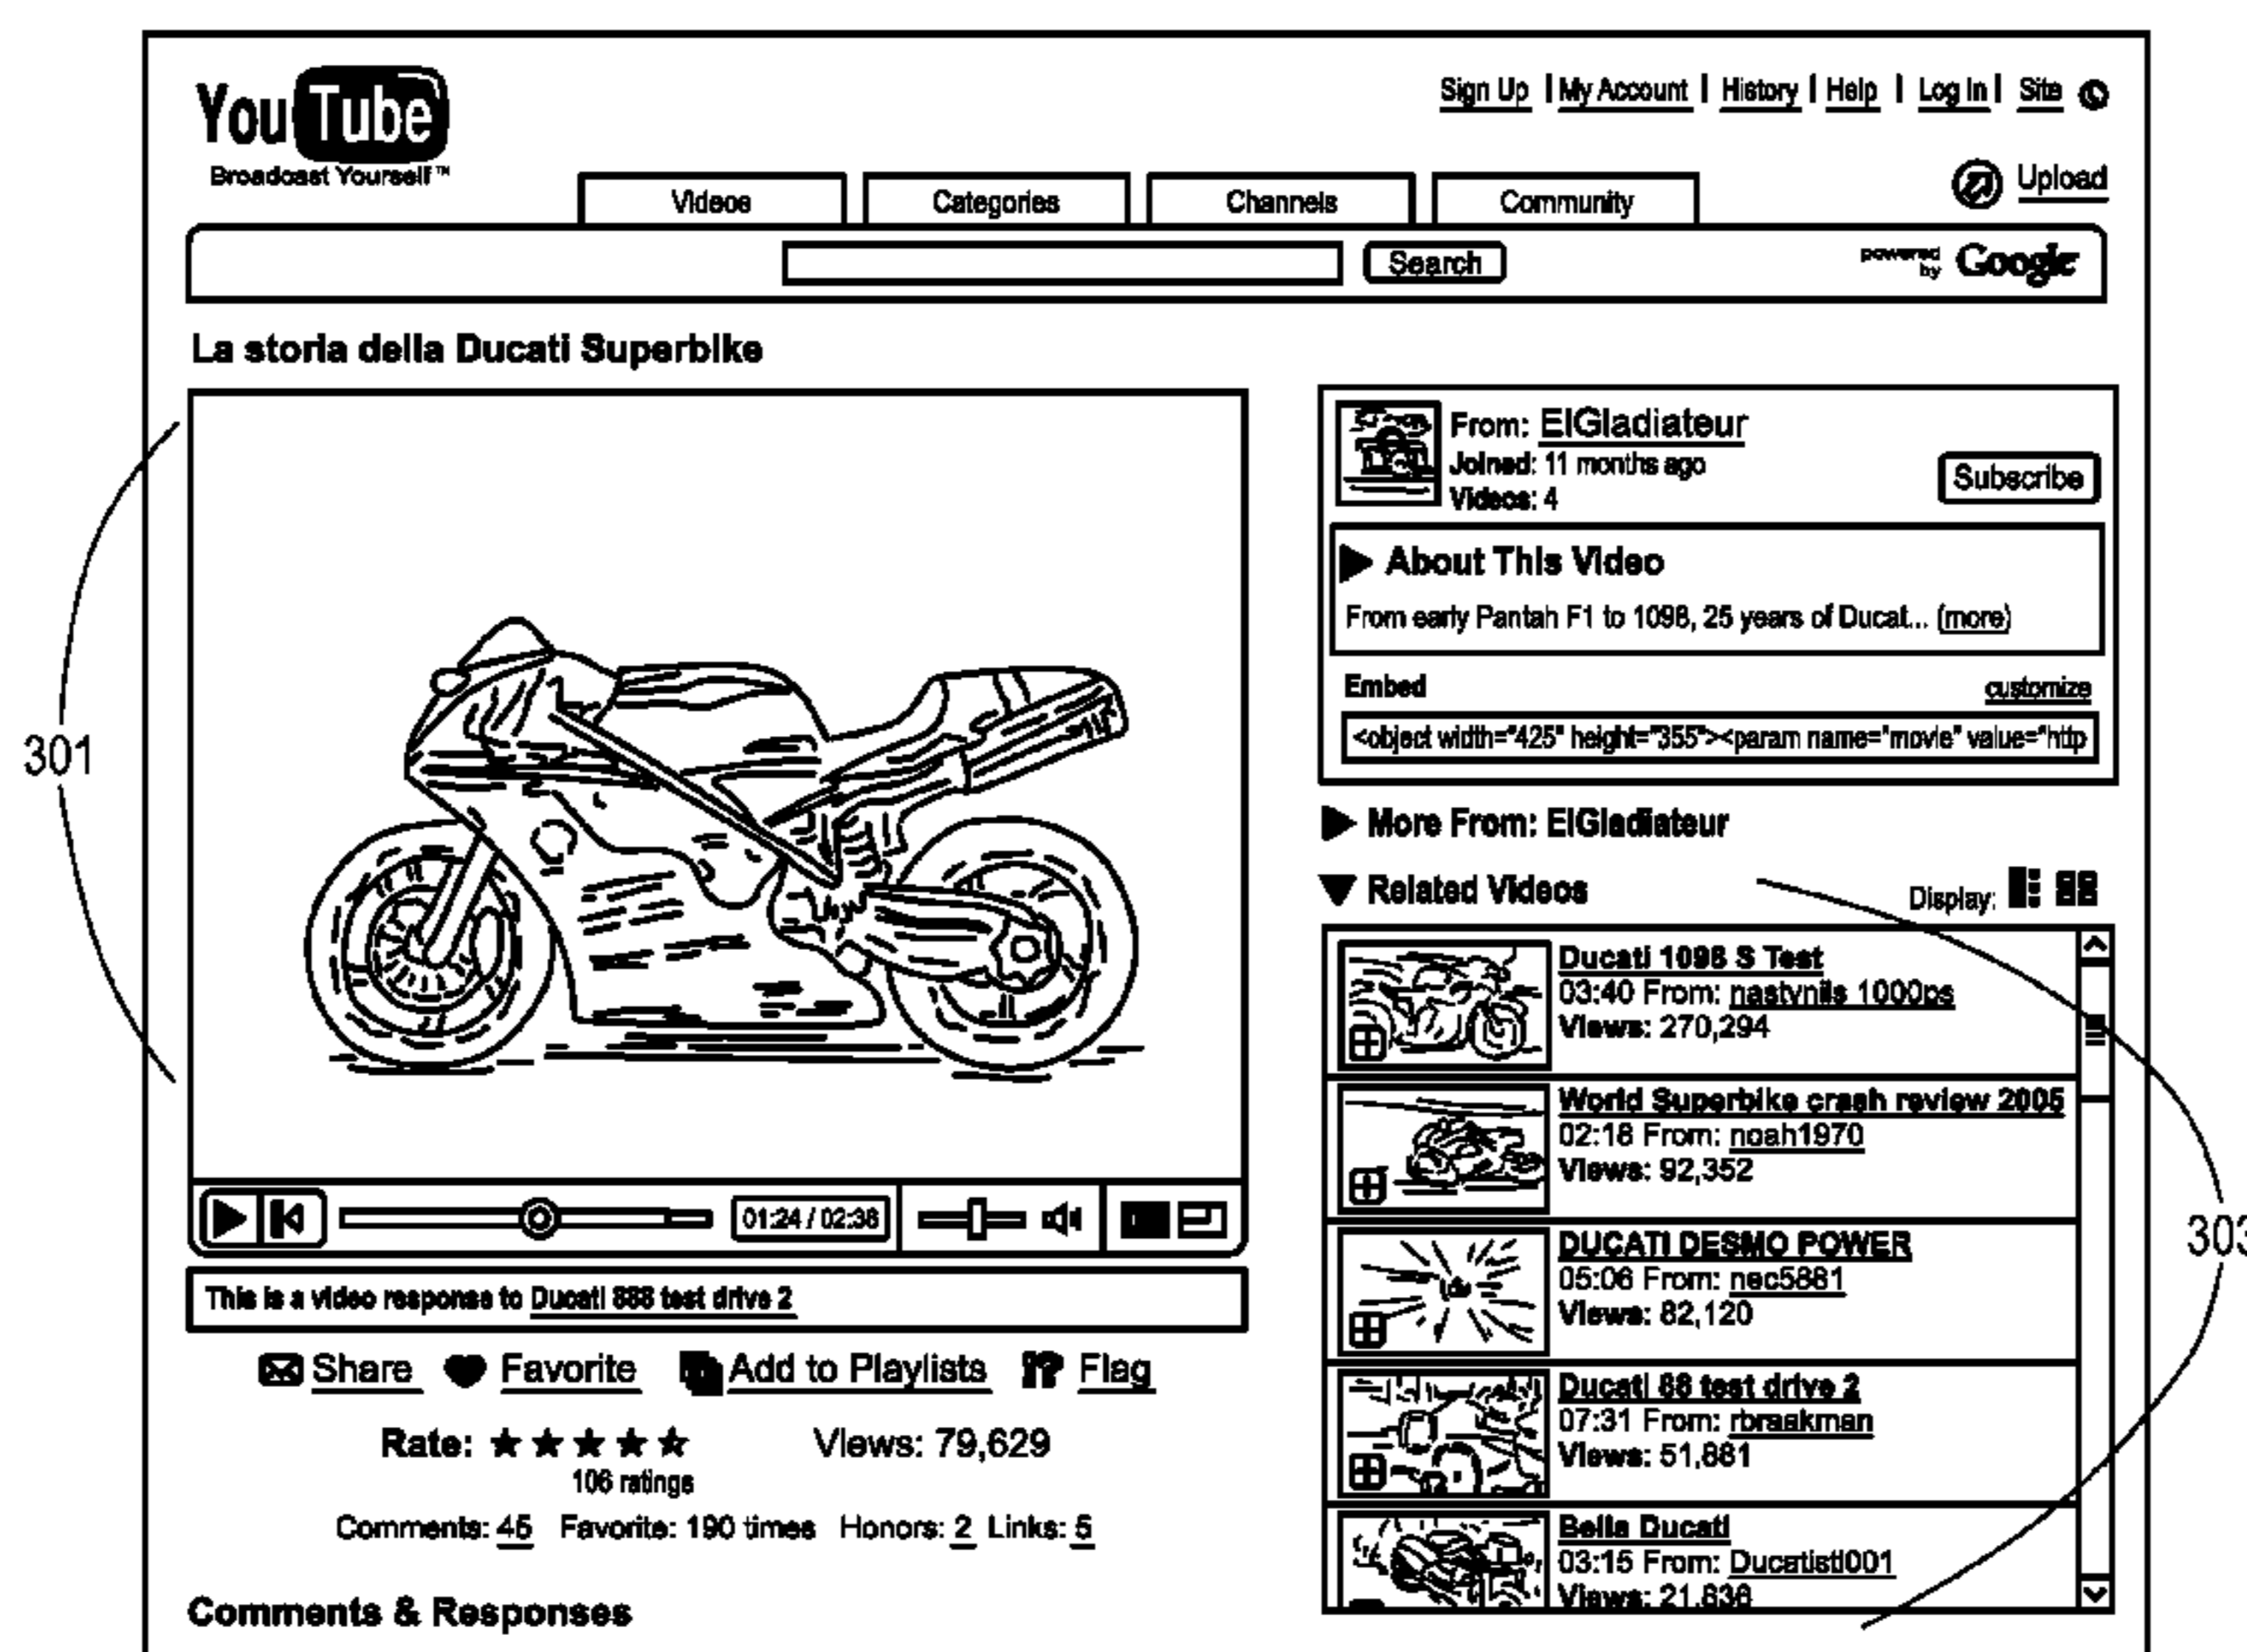 YouTube
Broadcast Yourself™
Sign Up | My Account | History | Help | Log In | Site
Upload
Videos Categories Channels Community
Search
powered by Google
La storia della Ducati Superbike
From: ElGladiateur
Joined: 11 months ago
Videos: 4
Subscribe
About This Video
From early Pantah F1 to 1098, 25 years of Ducat... (more)
Embed customize
<object width="425" height="355"><param name="movie" value="http
301
More From: ElGladiateur
Related Videos
Display:
Ducati 1098 S Test
03:40 From: nastynils 1000ps
Views: 270,294
World Superbike crash review 2005
02:18 From: noah1970
Views: 92,352
DUCATI DESMO POWER
05:06 From: nec5881
Views: 82,120
Ducati 88 test drive 2
07:31 From: rbraakman
Views: 51,881
Bella Ducati
03:15 From: Ducatisti001
Views: 21,636
303
01:24 / 02:38
This is a video response to Ducati 888 test drive 2
Share Favorite Add to Playlists Flag
Rate: Views: 79,629
106 ratings
Comments: 45 Favorite: 190 times Honors: 2 Links: 5
Comments & Responses